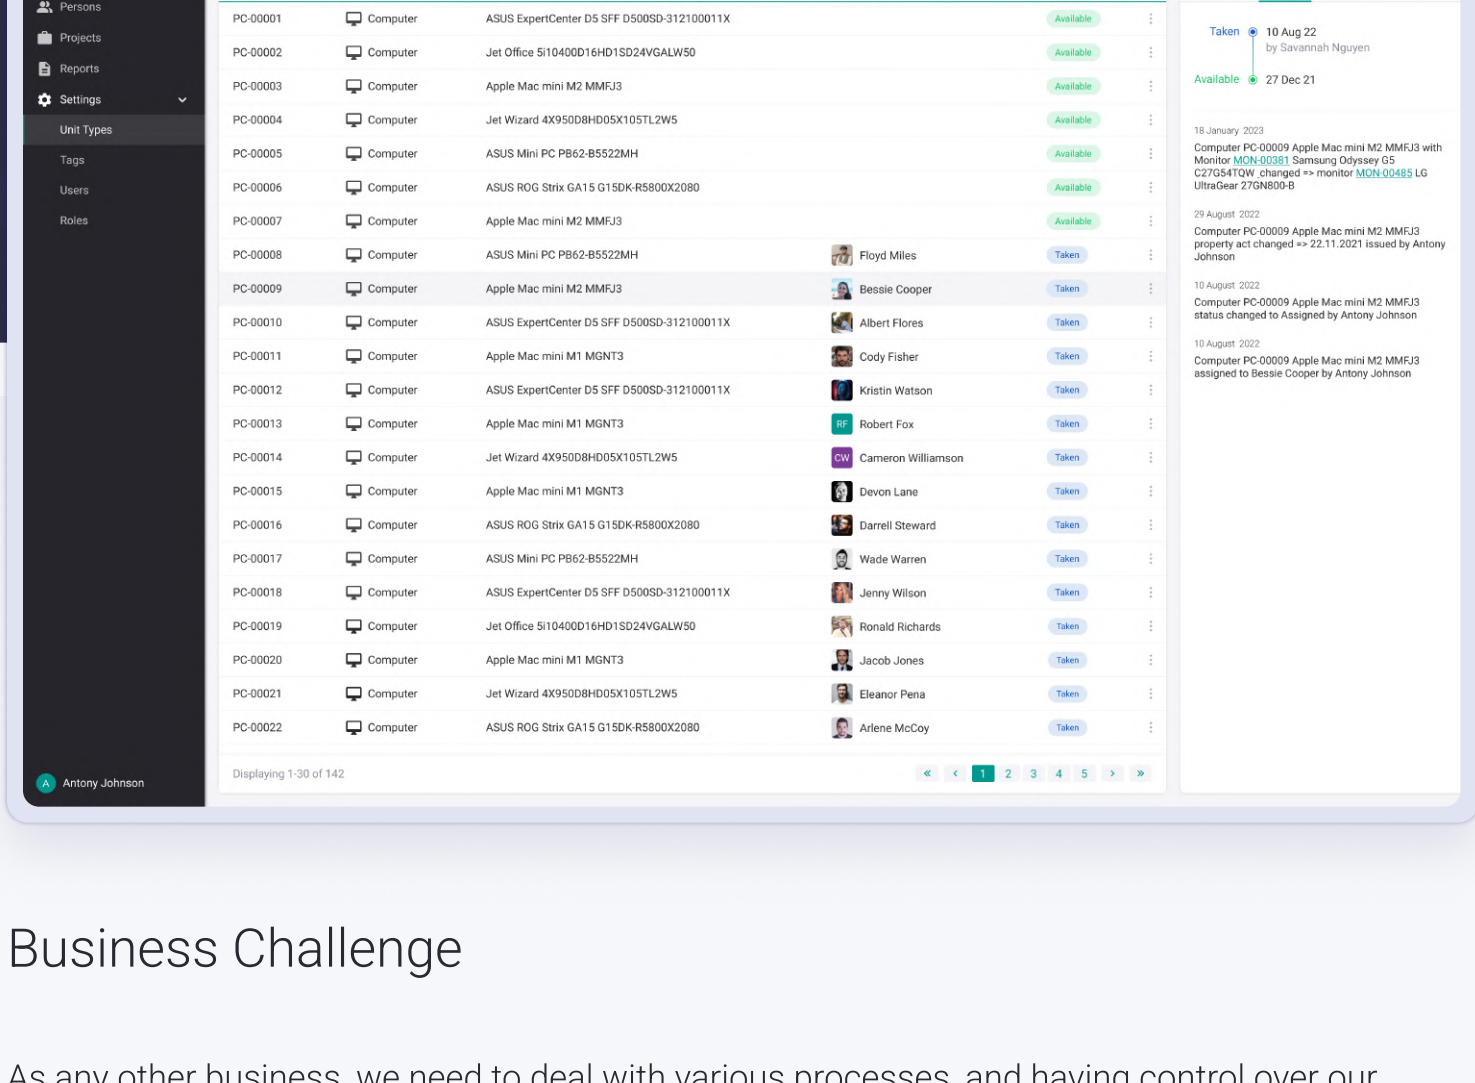 Persons
Projects
Reports
Settings
Unit Types
Tags
Users
Roles
A Antony Johnson
PC-00001 Computer ASUS ExpertCenter D5 SFF D500SD-312100011X Available
PC-00002 Computer Jet Office 5i10400D16HD1SD24VGALW50 Available
PC-00003 Computer Apple Mac mini M2 MMFJ3 Available
PC-00004 Computer Jet Wizard 4X950D8HD05X105TL2W5 Available
PC-00005 Computer ASUS Mini PC PB62-B5522MH Available
PC-00006 Computer ASUS ROG Strix GA15 G15DK-R5800X2080 Available
PC-00007 Computer Apple Mac mini M2 MMFJ3 Available
PC-00008 Computer ASUS Mini PC PB62-B5522MH Floyd Miles Taken
PC-00009 Computer Apple Mac mini M2 MMFJ3 Bessie Cooper Taken
PC-00010 Computer ASUS ExpertCenter D5 SFF D500SD-312100011X Albert Flores Taken
PC-00011 Computer Apple Mac mini M1 MGNT3 Cody Fisher Taken
PC-00012 Computer ASUS ExpertCenter D5 SFF D500SD-312100011X Kristin Watson Taken
PC-00013 Computer Apple Mac mini M1 MGNT3 RF Robert Fox Taken
PC-00014 Computer Jet Wizard 4X950D8HD05X105TL2W5 CW Cameron Williamson Taken
PC-00015 Computer Apple Mac mini M1 MGNT3 Devon Lane Taken
PC-00016 Computer ASUS ROG Strix GA15 G15DK-R5800X2080 Darrell Steward Taken
PC-00017 Computer ASUS Mini PC PB62-B5522MH Wade Warren Taken
PC-00018 Computer ASUS ExpertCenter D5 SFF D500SD-312100011X Jenny Wilson Taken
PC-00019 Computer Jet Office 5i10400D16HD1SD24VGALW50 Ronald Richards Taken
PC-00020 Computer Apple Mac mini M1 MGNT3 Jacob Jones Taken
PC-00021 Computer Jet Wizard 4X950D8HD05X105TL2W5 Eleanor Pena Taken
PC-00022 Computer ASUS ROG Strix GA15 G15DK-R5800X2080 Arlene McCoy Taken
Displaying 1-30 of 142 « ‹ 1 2 3 4 5 › »
Taken 10 Aug 22
by Savannah Nguyen
Available 27 Dec 21
18 January 2023
Computer PC-00009 Apple Mac mini M2 MMFJ3 with
Monitor MON-00381 Samsung Odyssey G5
C27G54TQW changed => monitor MON-00485 LG
UltraGear 27GN800-B
29 August 2022
Computer PC-00009 Apple Mac mini M2 MMFJ3
property act changed => 22.11.2021 issued by Antony
Johnson
10 August 2022
Computer PC-00009 Apple Mac mini M2 MMFJ3
status changed to Assigned by Antony Johnson
10 August 2022
Computer PC-00009 Apple Mac mini M2 MMFJ3
assigned to Bessie Cooper by Antony Johnson
Business Challenge
As any other business, we need to deal with various processes, and having control over our